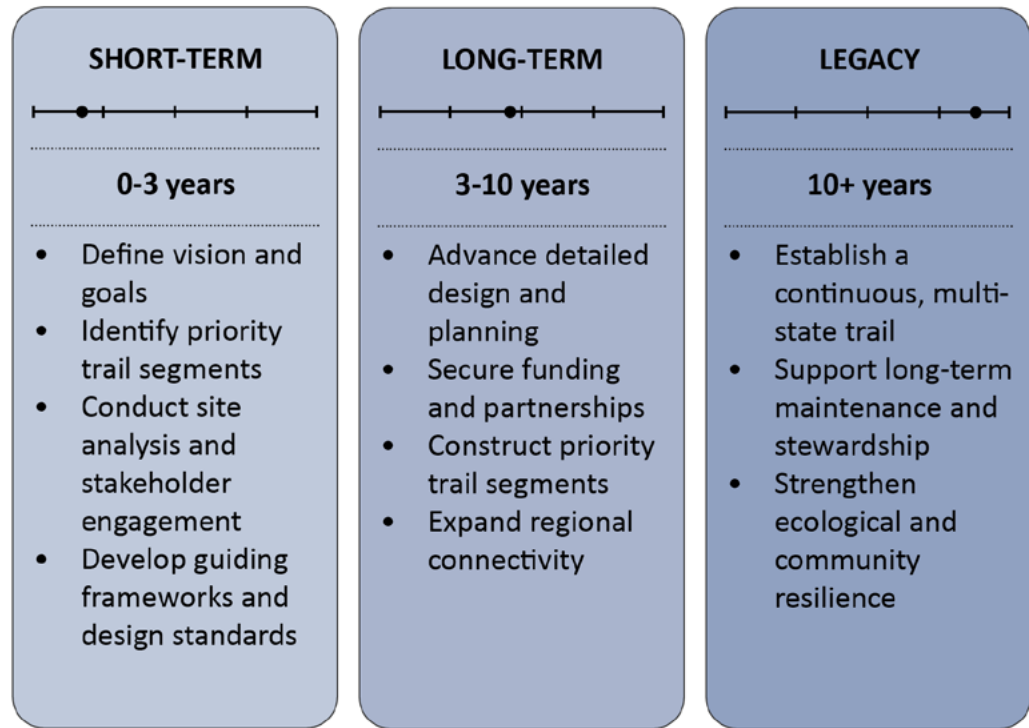 SHORT-TERM
0-3 years
• Define vision and
goals
• Identify priority
trail segments
• Conduct site
analysis and
stakeholder
engagement
• Develop guiding
frameworks and
design standards
LONG-TERM
3-10 years
• Advance detailed
design and
planning
• Secure funding
and partnerships
• Construct priority
trail segments
• Expand regional
connectivity
LEGACY
10+ years
• Establish a
continuous, multi-
state trail
• Support long-term
maintenance and
stewardship
• Strengthen
ecological and
community
resilience